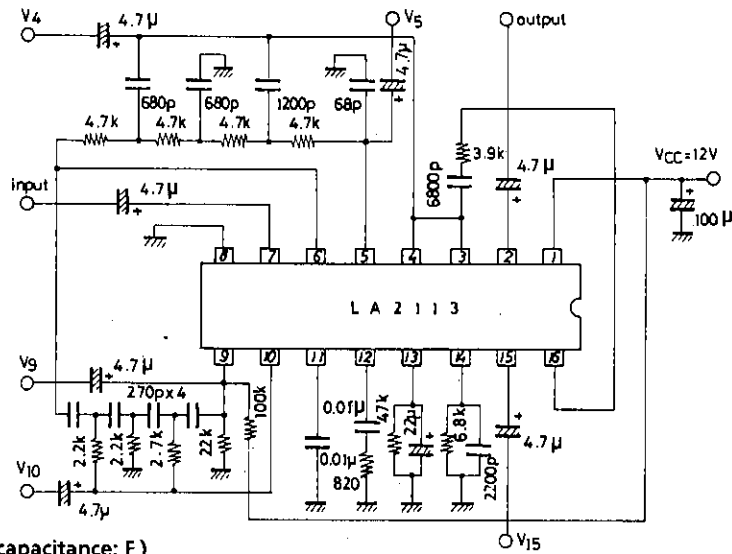 V4
4.7µ
+
V5
output
4.7µ
+
680p
680p
1200p
68p
4.7k
4.7k
4.7k
4.7k
3.9k
6800p
4.7µ
+
VCC=12V
+
100µ
input
4.7µ
+
8
7
6
5
4
3
2
1
LA2113
9
10
11
12
13
14
15
16
V9
4.7µ
+
270p×4
100k
2.2k
2.2k
2.7k
22k
0.01µ
0.01µ
820
47k
22µ
+
6.8k
2200p
+
4.7µ
V10
+
4.7µ
V15
capacitance: F)